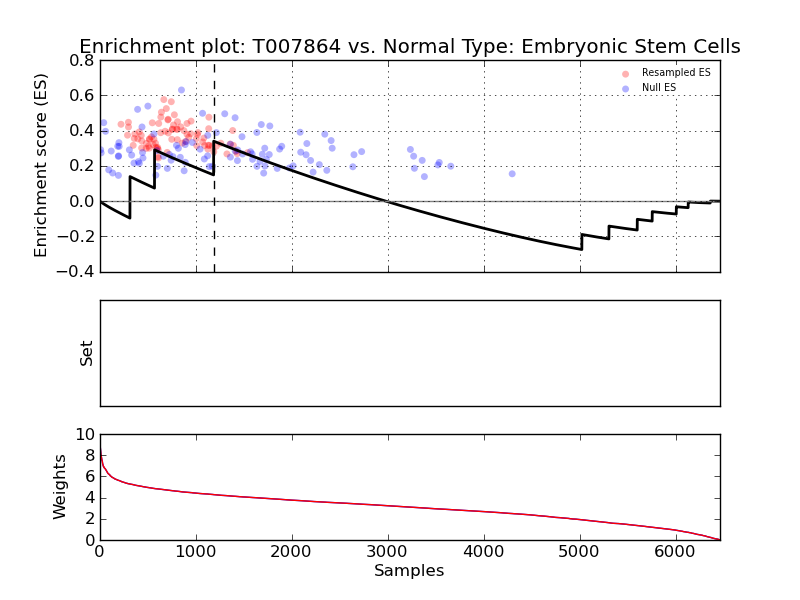 Enrichment plot: T007864 vs. Normal Type: Embryonic Stem Cells
Resampled ES
Null ES
Enrichment score (ES)
0.8
0.6
0.4
0.2
0.0
−0.2
−0.4
Set
Weights
10
8
6
4
2
0
0 1000 2000 3000 4000 5000 6000
Samples